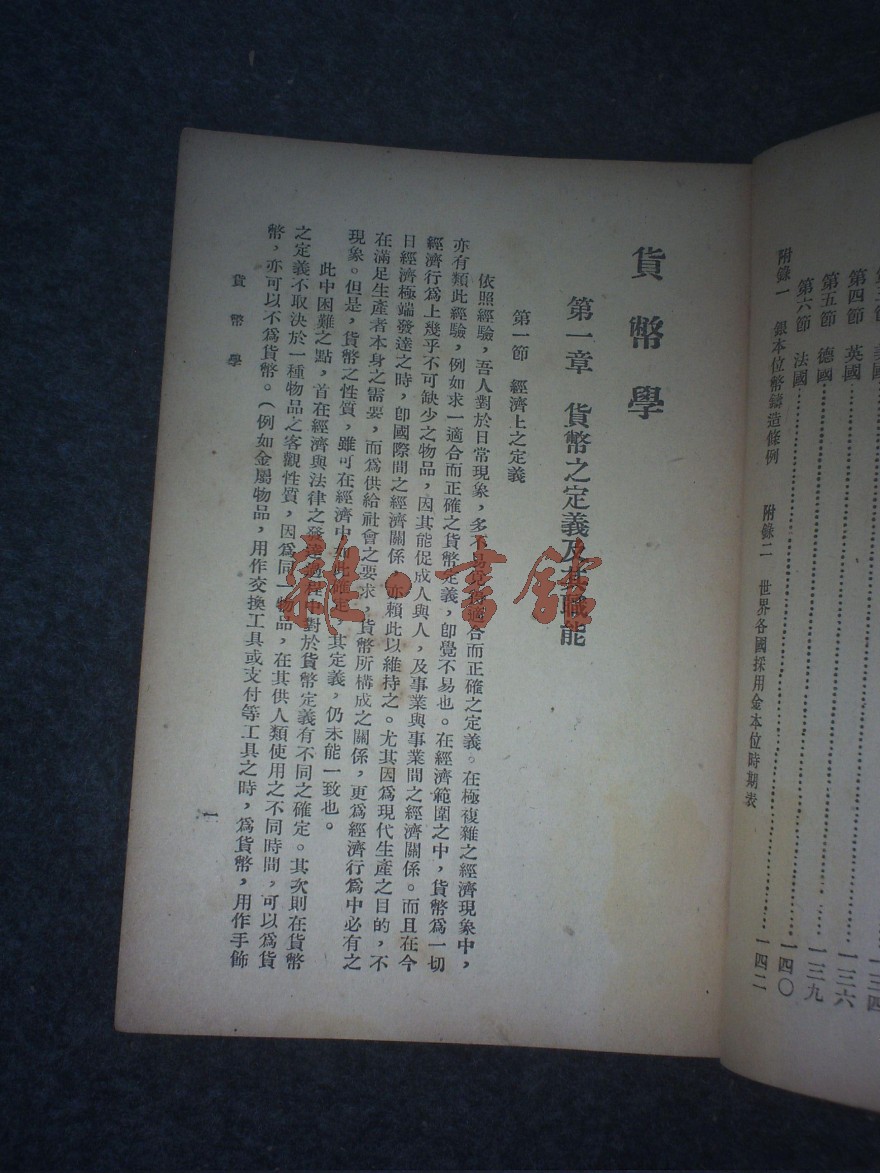 第四節 英國 一三六
第五節 德國 一三九
第六節 法國 一四〇
附錄一 銀本位幣鑄造條例 附錄二 世界各國採用金本位時期表 一四二
貨幣學
第一章 貨幣之定義及其職能
第一節 經濟上之定義
依照經驗，吾人對於日常現象，多不易覓得適合而正確之定義。在極複雜之經濟現象中，
亦有類此經驗，例如求一適合而正確之貨幣定義，卽覺不易也。在經濟範圍之中，貨幣爲一切
經濟行爲上幾乎不可缺少之物品，因其能促成人與人，及事業與事業間之經濟關係。而且在今
日經濟極端發達之時，卽國際間之經濟關係，亦賴此以維持之。尤其因爲現代生產之目的，不
在滿足生產者本身之需要，而爲供給社會之要求，貨幣所構成之關係，更爲經濟行爲中必有之
現象。但是，貨幣之性質，雖可在經濟中如此確定，其定義，仍未能一致也。
此中困難之點，首在經濟與法律之發達過程中對於貨幣定義有不同之確定。其次則在貨幣
之定義不取決於一種物品之客觀性質，因爲同一物品，在其供人類使用之不同時間，可以爲貨
幣，亦可以不爲貨幣。（例如金屬物品，用作交換工具或支付等工具之時，爲貨幣，用作手飾
貨幣學
一
雜·書館